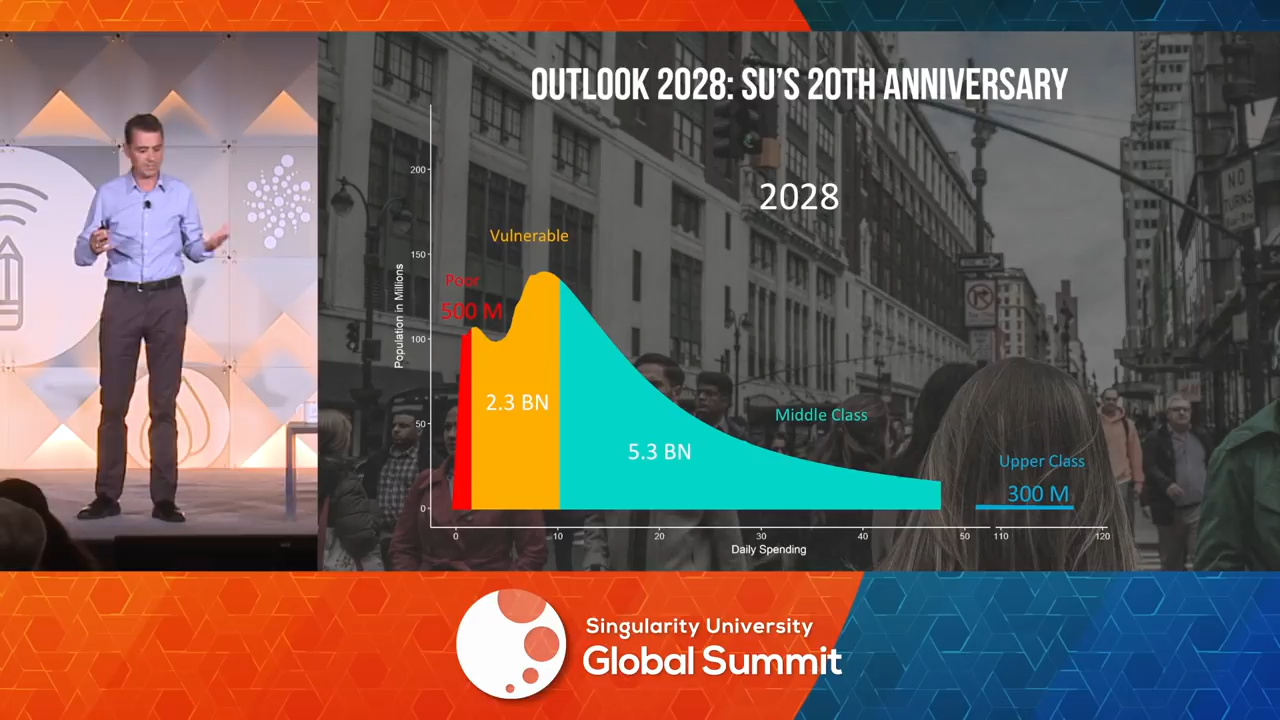 OUTLOOK 2028: SU'S 20TH ANNIVERSARY
2028
200
Vulnerable
150
Poor
500 M
Population in Millions
100
2.3 BN
50
Middle Class
5.3 BN
Upper Class
300 M
0
0 10 20 30 40 50 110 120
Daily Spending
NO
TURNS
Singularity University
Global Summit